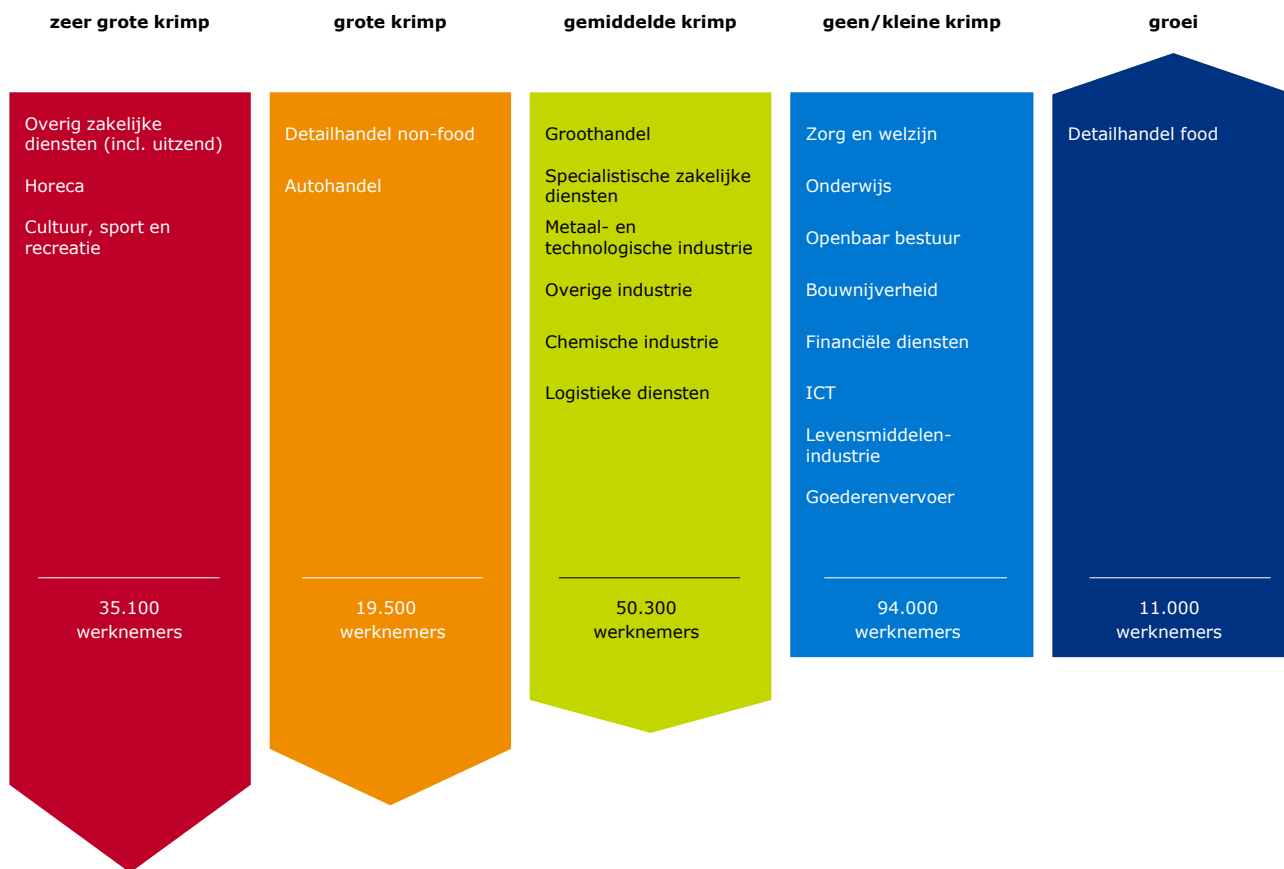 zeer grote krimp
grote krimp
gemiddelde krimp
geen/kleine krimp
groei
Overig zakelijke
diensten (incl. uitzend)
Horeca
Cultuur, sport en
recreatie
35.100
werknemers
Detailhandel non-food
Autohandel
19.500
werknemers
Groothandel
Specialistische zakelijke
diensten
Metaal- en
technologische industrie
Overige industrie
Chemische industrie
Logistieke diensten
50.300
werknemers
Zorg en welzijn
Onderwijs
Openbaar bestuur
Bouwnijverheid
Financiële diensten
ICT
Levensmiddelen-
industrie
Goederenvervoer
94.000
werknemers
Detailhandel food
11.000
werknemers